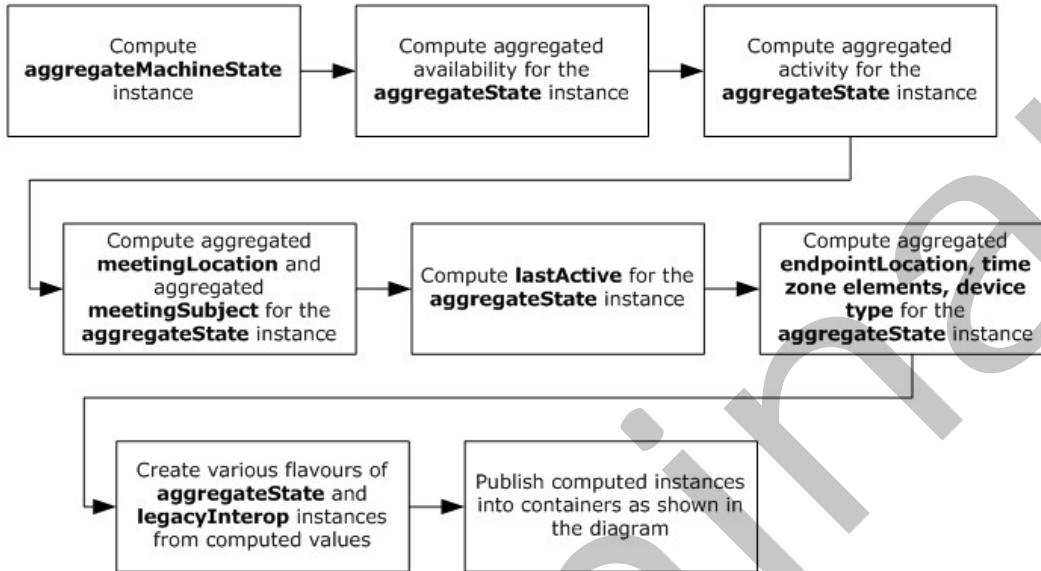 Compute
aggregateMachineState
instance
Compute aggregated
availability for the
aggregateState instance
Compute aggregated
activity for the
aggregateState instance
Compute aggregated
meetingLocation and
aggregated
meetingSubject for the
aggregateState instance
Compute lastActive for the
aggregateState instance
Compute aggregated
endpointLocation, time
zone elements, device
type for the
aggregateState instance
Create various flavours of
aggregateState and
legacyInterop instances
from computed values
Publish computed instances
into containers as shown in
the diagram